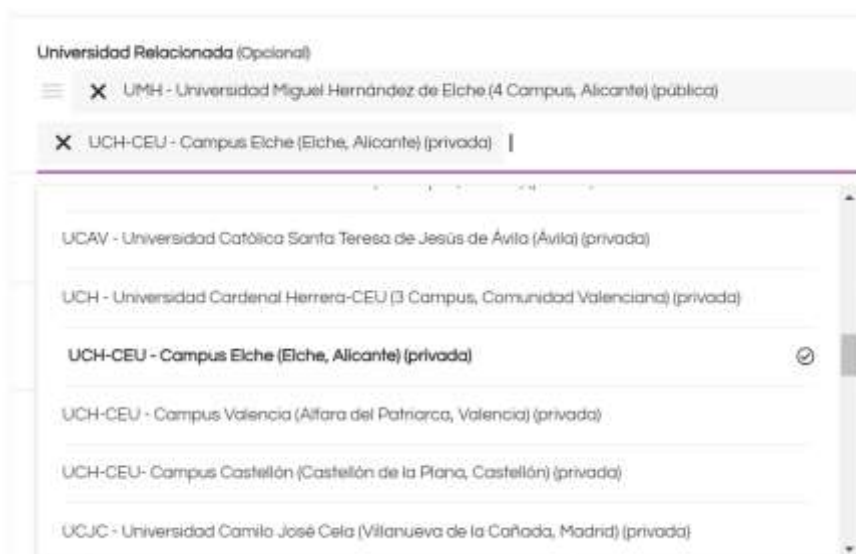 Universidad Relacionada (Opcional)
UMH - Universidad Miguel Hernández de Elche (4 Campus, Alicante) (pública)
UCH-CEU - Campus Elche (Elche, Alicante) (privada)
UCAV - Universidad Católica Santa Teresa de Jesús de Ávila (Ávila) (privada)
UCH - Universidad Cardenal Herrera-CEU (3 Campus, Comunidad Valenciana) (privada)
UCH-CEU - Campus Elche (Elche, Alicante) (privada)
UCH-CEU - Campus Valencia (Alfara del Patriarca, Valencia) (privada)
UCH-CEU- Campus Castellón (Castellón de la Plana, Castellón) (privada)
UCJC - Universidad Camilo José Cela (Villanueva de la Cañada, Madrid) (privada)